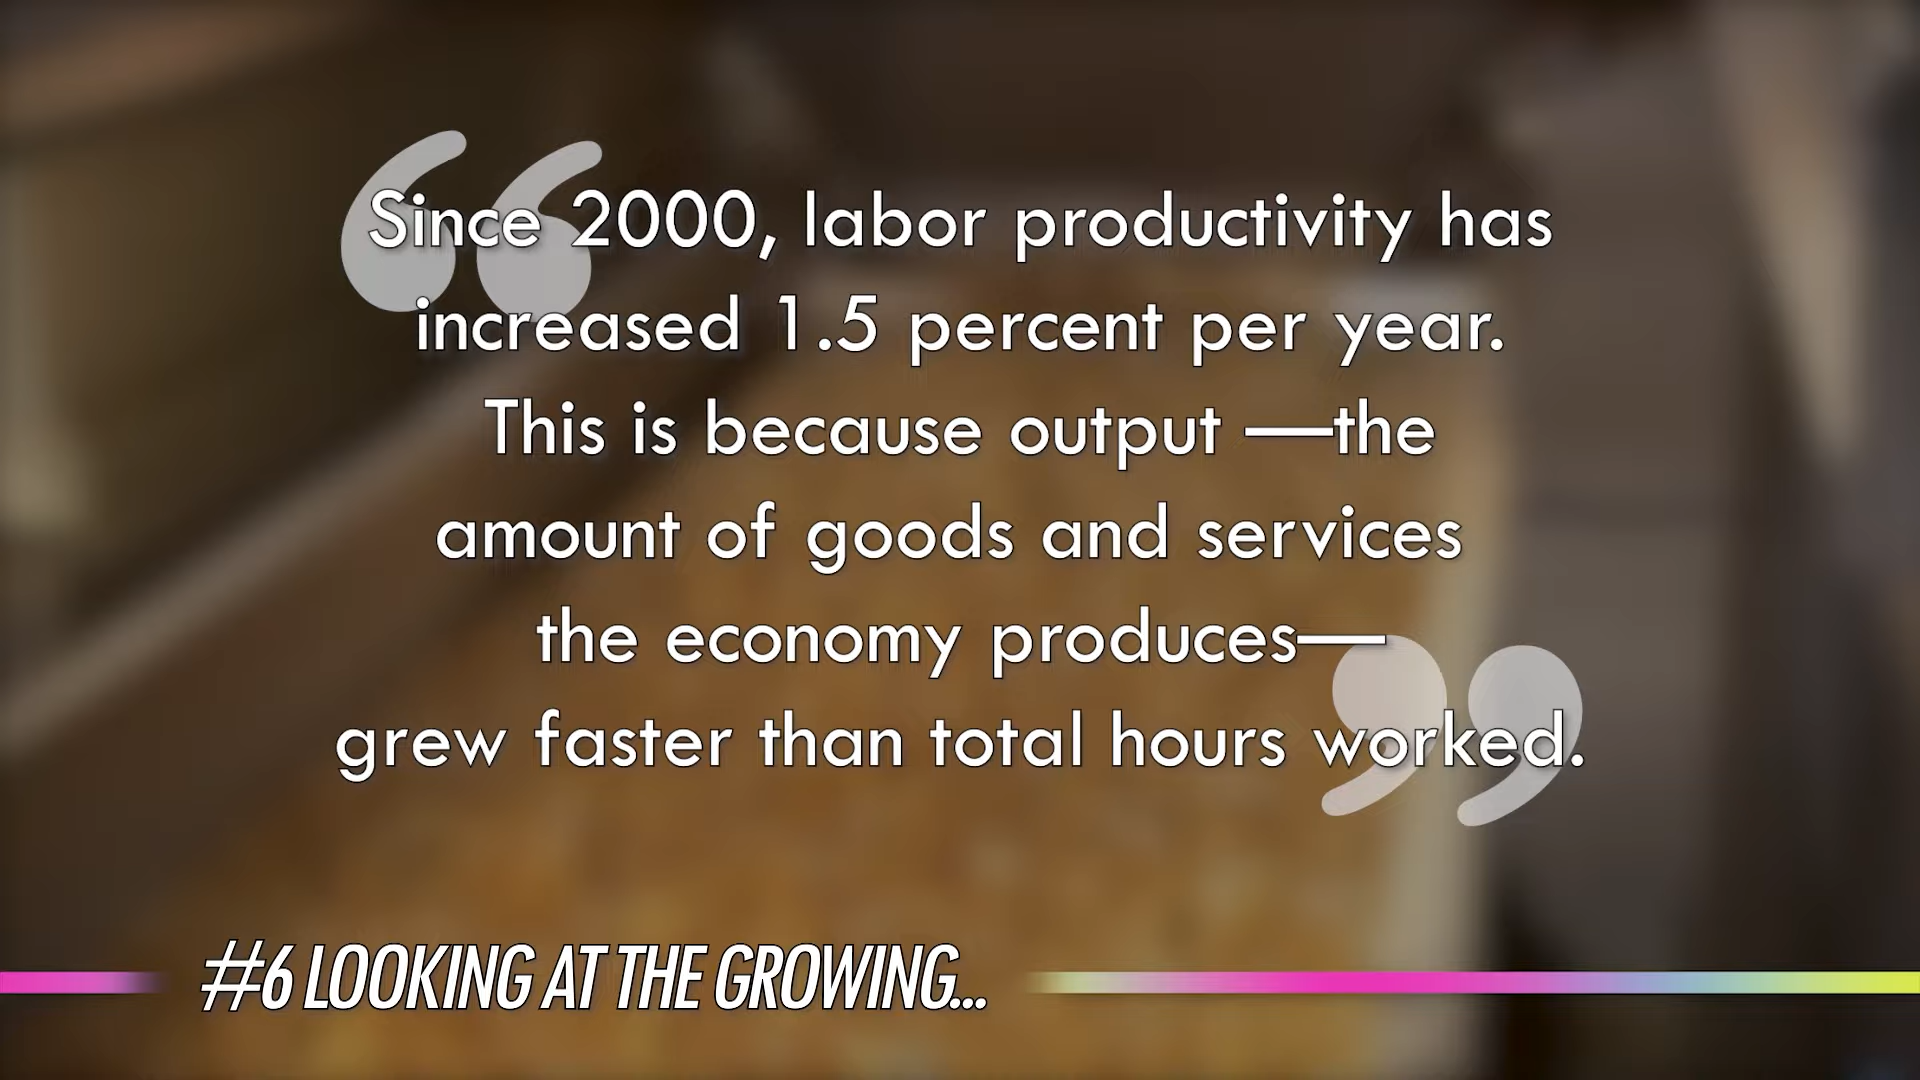 Since 2000, labor productivity has
increased 1.5 percent per year.
This is because output —the
amount of goods and services
the economy produces—
grew faster than total hours worked.
#6 LOOKING AT THE GROWING...